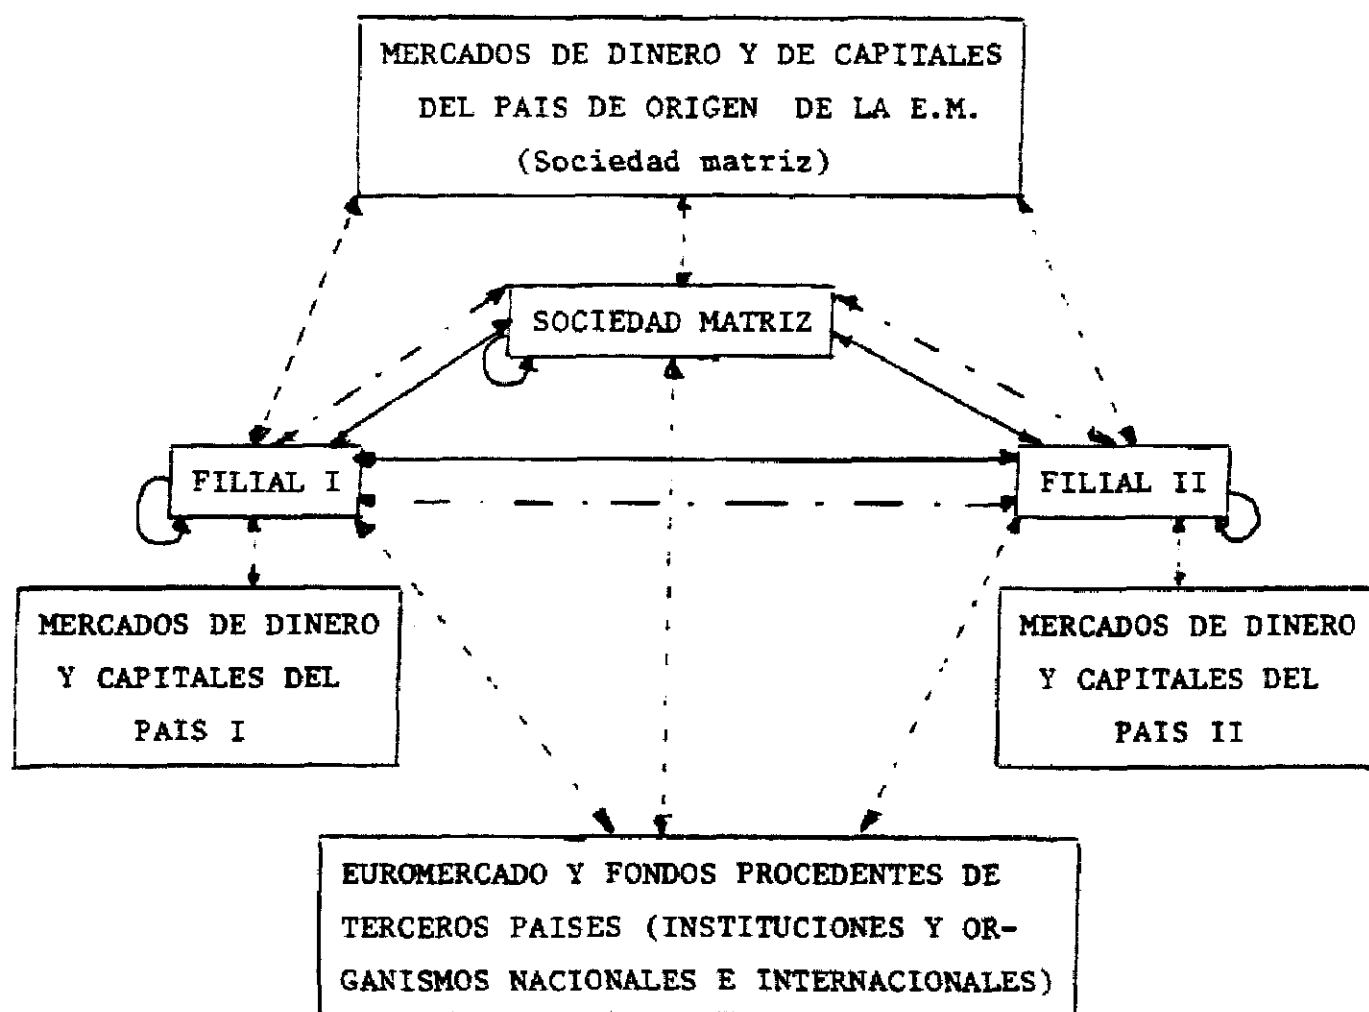 MERCADOS DE DINERO Y DE CAPITALES
DEL PAIS DE ORIGEN DE LA E.M.
(Sociedad matriz)
SOCIEDAD MATRIZ
FILIAL I
FILIAL II
MERCADOS DE DINERO
Y CAPITALES DEL
PAIS I
MERCADOS DE DINERO
Y CAPITALES DEL
PAIS II
EUROMERCADO Y FONDOS PROCEDENTES DE
TERCEROS PAISES (INSTITUCIONES Y OR-
GANISMOS NACIONALES E INTERNACIONALES)